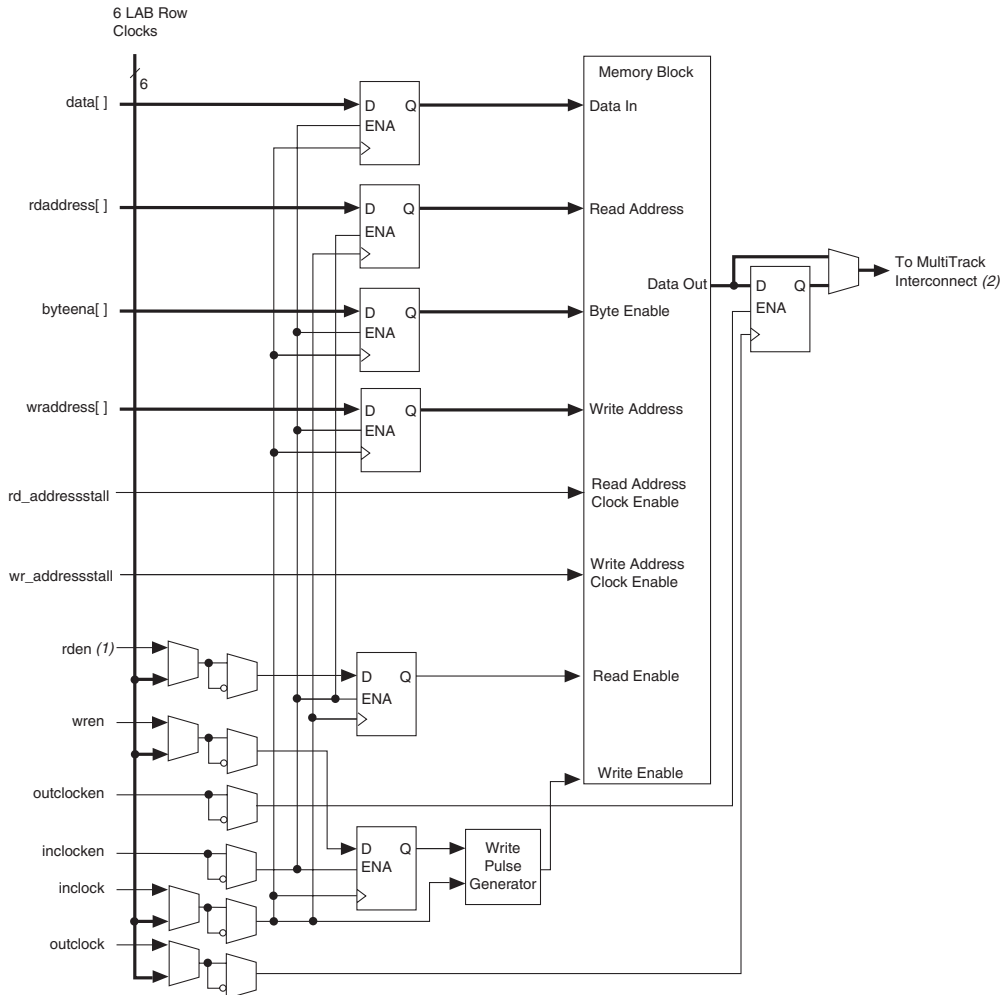 6 LAB Row
Clocks
6
Memory Block
data[ ]
D Q
ENA
Data In
rdaddress[ ]
D Q
ENA
Read Address
To MultiTrack
Interconnect (2)
Data Out
D Q
ENA
byteena[ ]
D Q
ENA
Byte Enable
wraddress[ ]
D Q
ENA
Write Address
rd_addressstall
Read Address
Clock Enable
wr_addressstall
Write Address
Clock Enable
rden (1)
D Q
ENA
Read Enable
wren
Write Enable
outclocken
inclocken
D Q
ENA
Write
Pulse
Generator
inclock
outclock